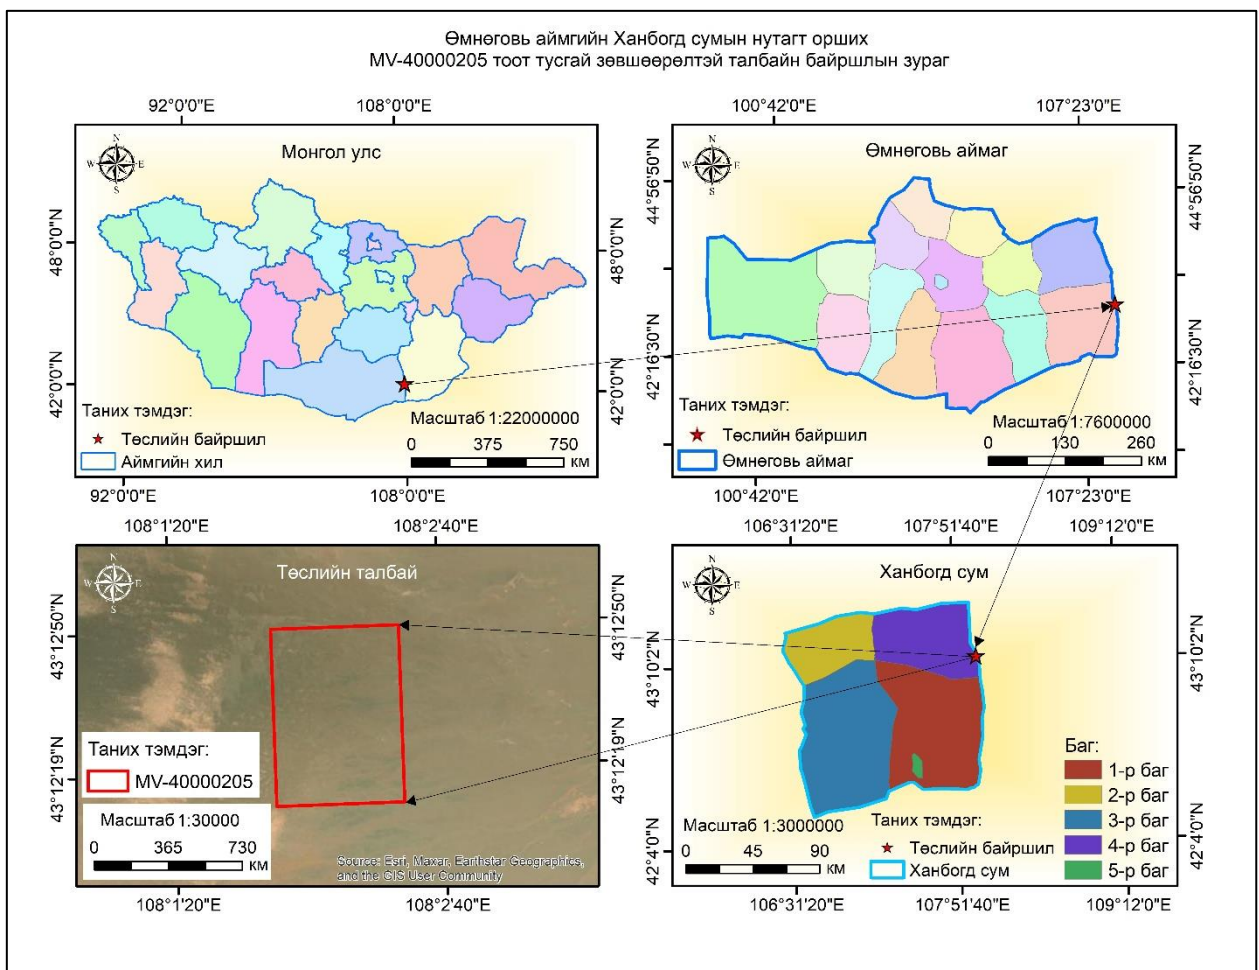 Өмнөговь аймгийн Ханбогд сумын нутагт орших
MV-40000205 тоот тусгай зөвшөөрөлтэй талбайн байршлын зураг
92°0'0"E 108°0'0"E
48°0'0"N
42°0'0"N
N
W E
S
Монгол улс
Таних тэмдэг:
Төслийн байршил
Аймгийн хил
Масштаб 1:22000000
0 375 750
км
48°0'0"N
42°0'0"N
92°0'0"E 108°0'0"E
100°42'0"E 107°23'0"E
44°56'50"N
42°16'30"N
N
W E
S
Өмнөговь аймаг
Таних тэмдэг:
Төслийн байршил
Өмнөговь аймаг
Масштаб 1:7600000
0 130 260
км
44°56'50"N
42°16'30"N
100°42'0"E 107°23'0"E
108°1'20"E 108°2'40"E
43°12'50"N
43°12'19"N
N
W E
S
Төслийн талбай
Таних тэмдэг:
MV-40000205
Масштаб 1:30000
0 365 730
км
Source: Esri, Maxar, Earthstar Geographics,
and the GIS User Community
43°12'50"N
43°12'19"N
108°1'20"E 108°2'40"E
106°31'20"E 107°51'40"E 109°12'0"E
43°10'2"N
42°4'0"N
N
W E
S
Ханбогд сум
Баг:
1-р баг
2-р баг
3-р баг
4-р баг
5-р баг
Масштаб 1:3000000
0 45 90
км
Таних тэмдэг:
Төслийн байршил
Ханбогд сум
43°10'2"N
42°4'0"N
106°31'20"E 107°51'40"E 109°12'0"E